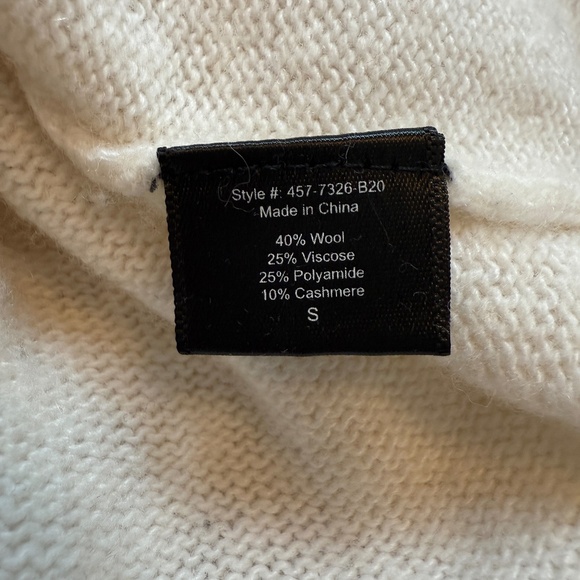 Style #: 457-7326-B20
Made in China
40% Wool
25% Viscose
25% Polyamide
10% Cashmere
S